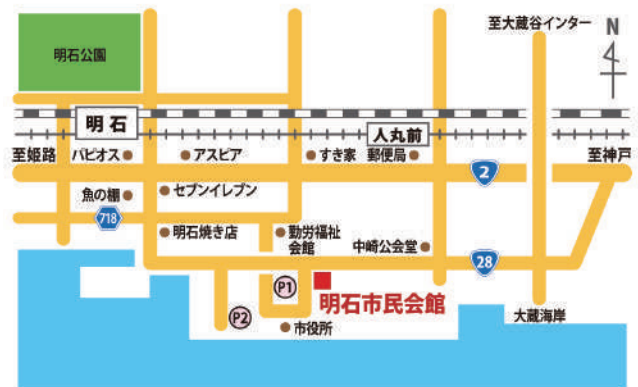 至大蔵谷インター
N
明石公園
明石
人丸前
至姫路
パピオス
アスピア
すき家
郵便局
至神戸
2
魚の棚
セブンイレブン
718
明石焼き店
勤労福祉
会館
中崎公会堂
28
P1
明石市民会館
P2
市役所
大蔵海岸